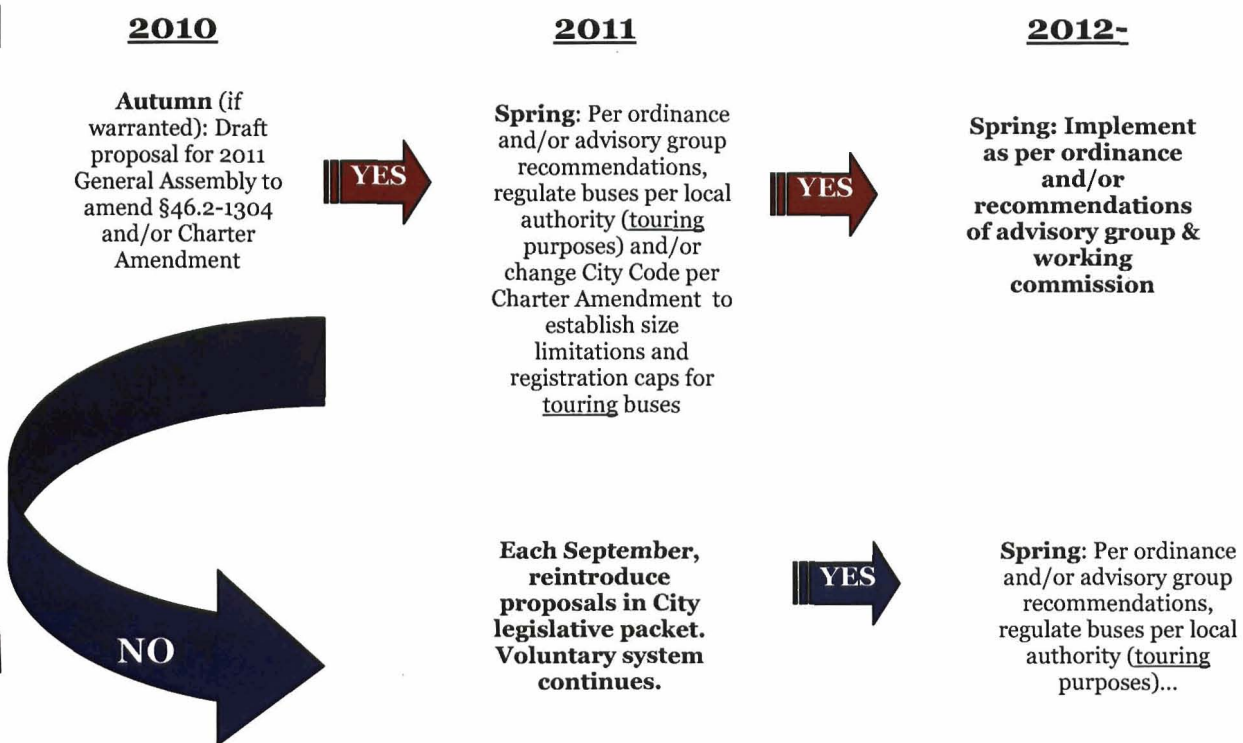 2010
Autumn (if
warranted): Draft
proposal for 2011
General Assembly to
amend §46.2-1304
and/or Charter
Amendment
YES
2011
Spring: Per ordinance
and/or advisory group
recommendations,
regulate buses per local
authority (touring
purposes) and/or
change City Code per
Charter Amendment to
establish size
limitations and
registration caps for
touring buses
YES
2012-
Spring: Implement
as per ordinance
and/or
recommendations
of advisory group &
working
commission
NO
Each September,
reintroduce
proposals in City
legislative packet.
Voluntary system
continues.
YES
Spring: Per ordinance
and/or advisory group
recommendations,
regulate buses per local
authority (touring
purposes)...